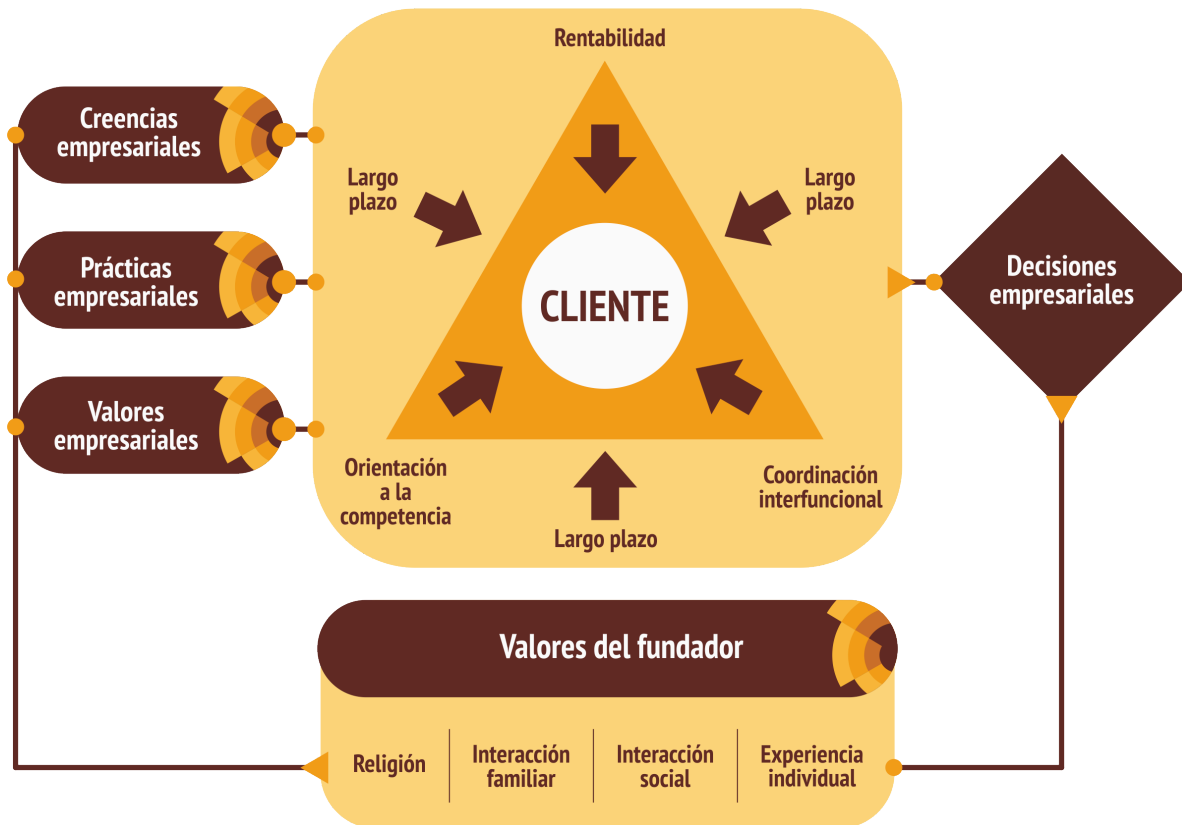 Rentabilidad
Creencias
empresariales
Largo
plazo
Largo
plazo
Prácticas
empresariales
CLIENTE
Decisiones
empresariales
Valores
empresariales
Orientación
a la
competencia
Coordinación
interfuncional
Largo plazo
Valores del fundador
Religión
Interacción
familiar
Interacción
social
Experiencia
individual